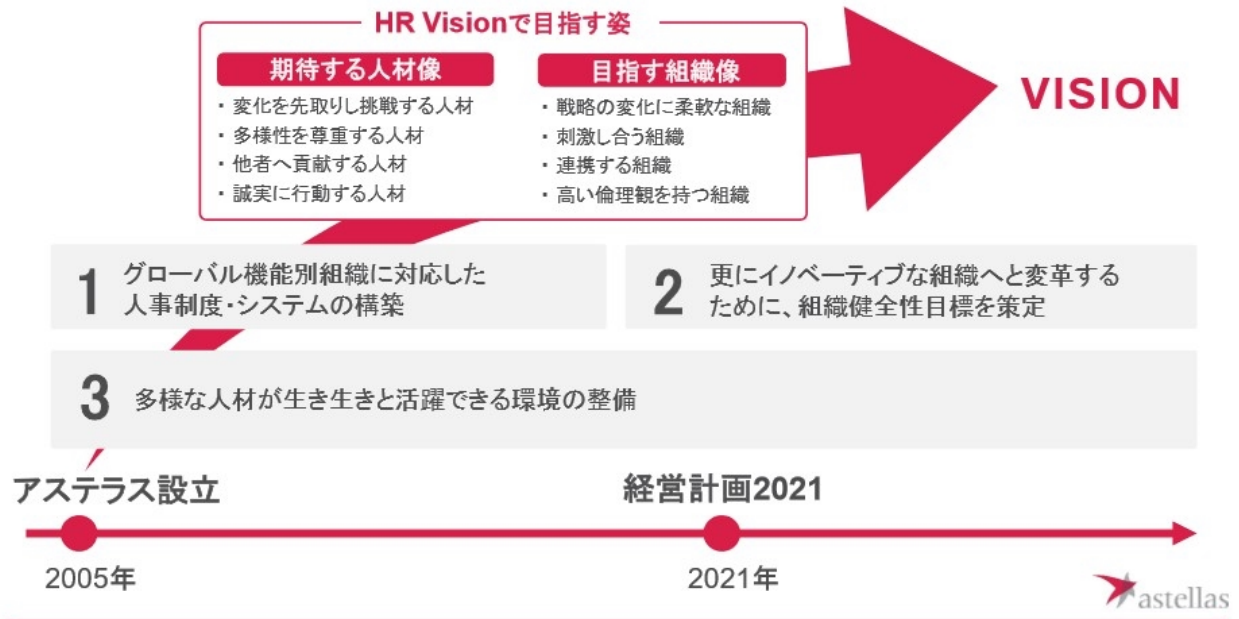 HR Visionで目指す姿
期待する人材像
・変化を先取りし挑戦する人材
・多様性を尊重する人材
・他者へ貢献する人材
・誠実に行動する人材
目指す組織像
・戦略の変化に柔軟な組織
・刺激し合う組織
・連携する組織
・高い倫理観を持つ組織
VISION
1
グローバル機能別組織に対応した
人事制度・システムの構築
2
更にイノベーティブな組織へと変革する
ために、組織健全性目標を策定
3
多様な人材が生き生きと活躍できる環境の整備
アステラス設立
経営計画2021
2005年
2021年
astellas